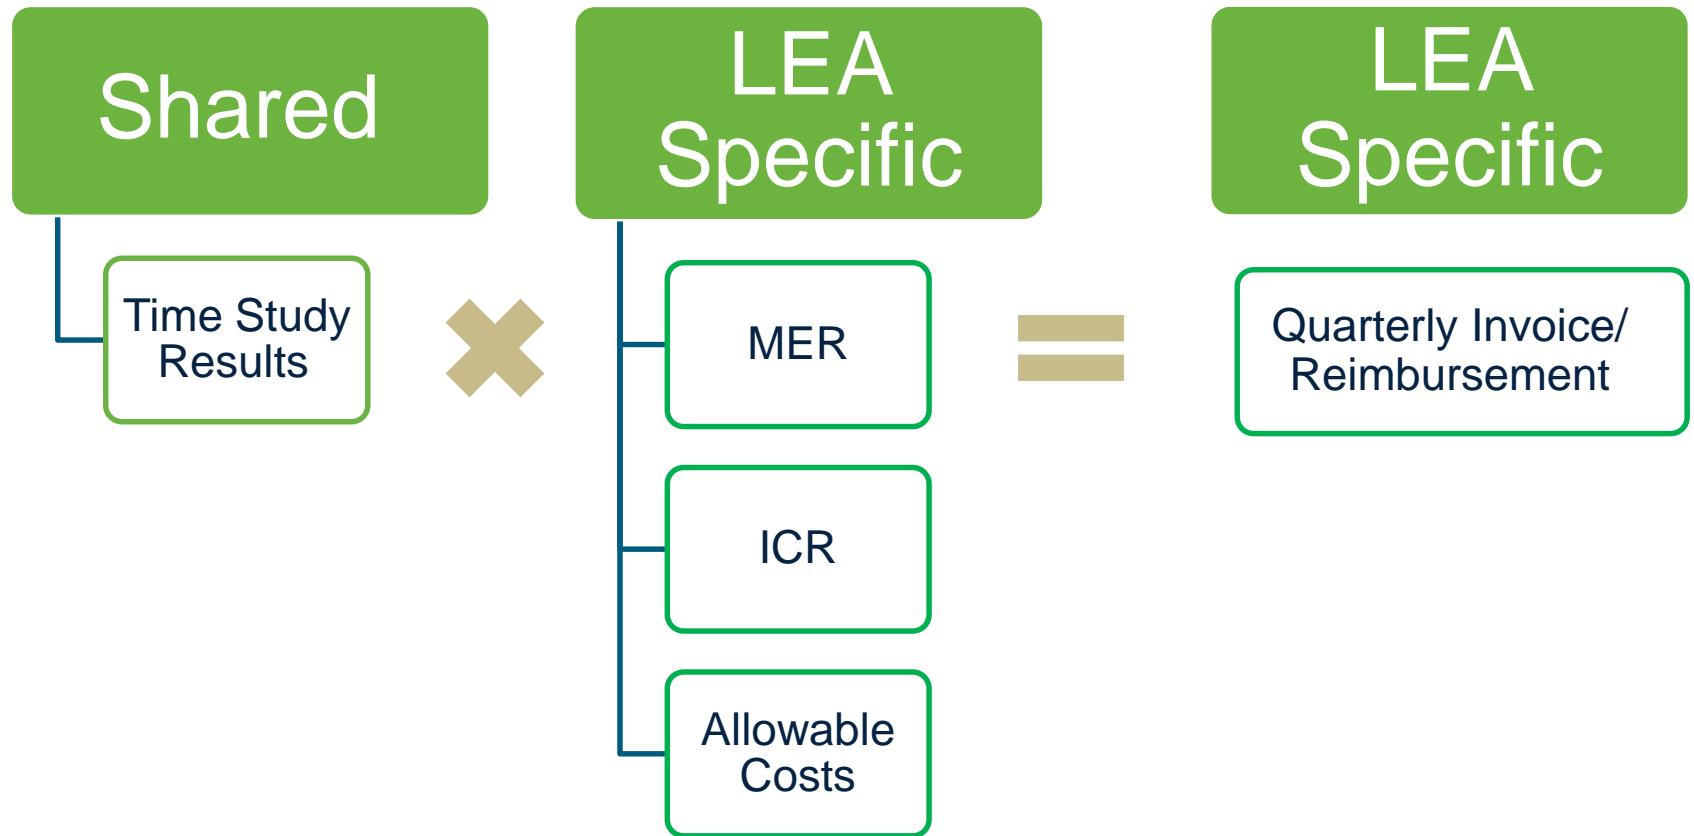 Shared
Time Study
Results
LEA
Specific
MER
ICR
Allowable
Costs
LEA
Specific
Quarterly Invoice/
Reimbursement